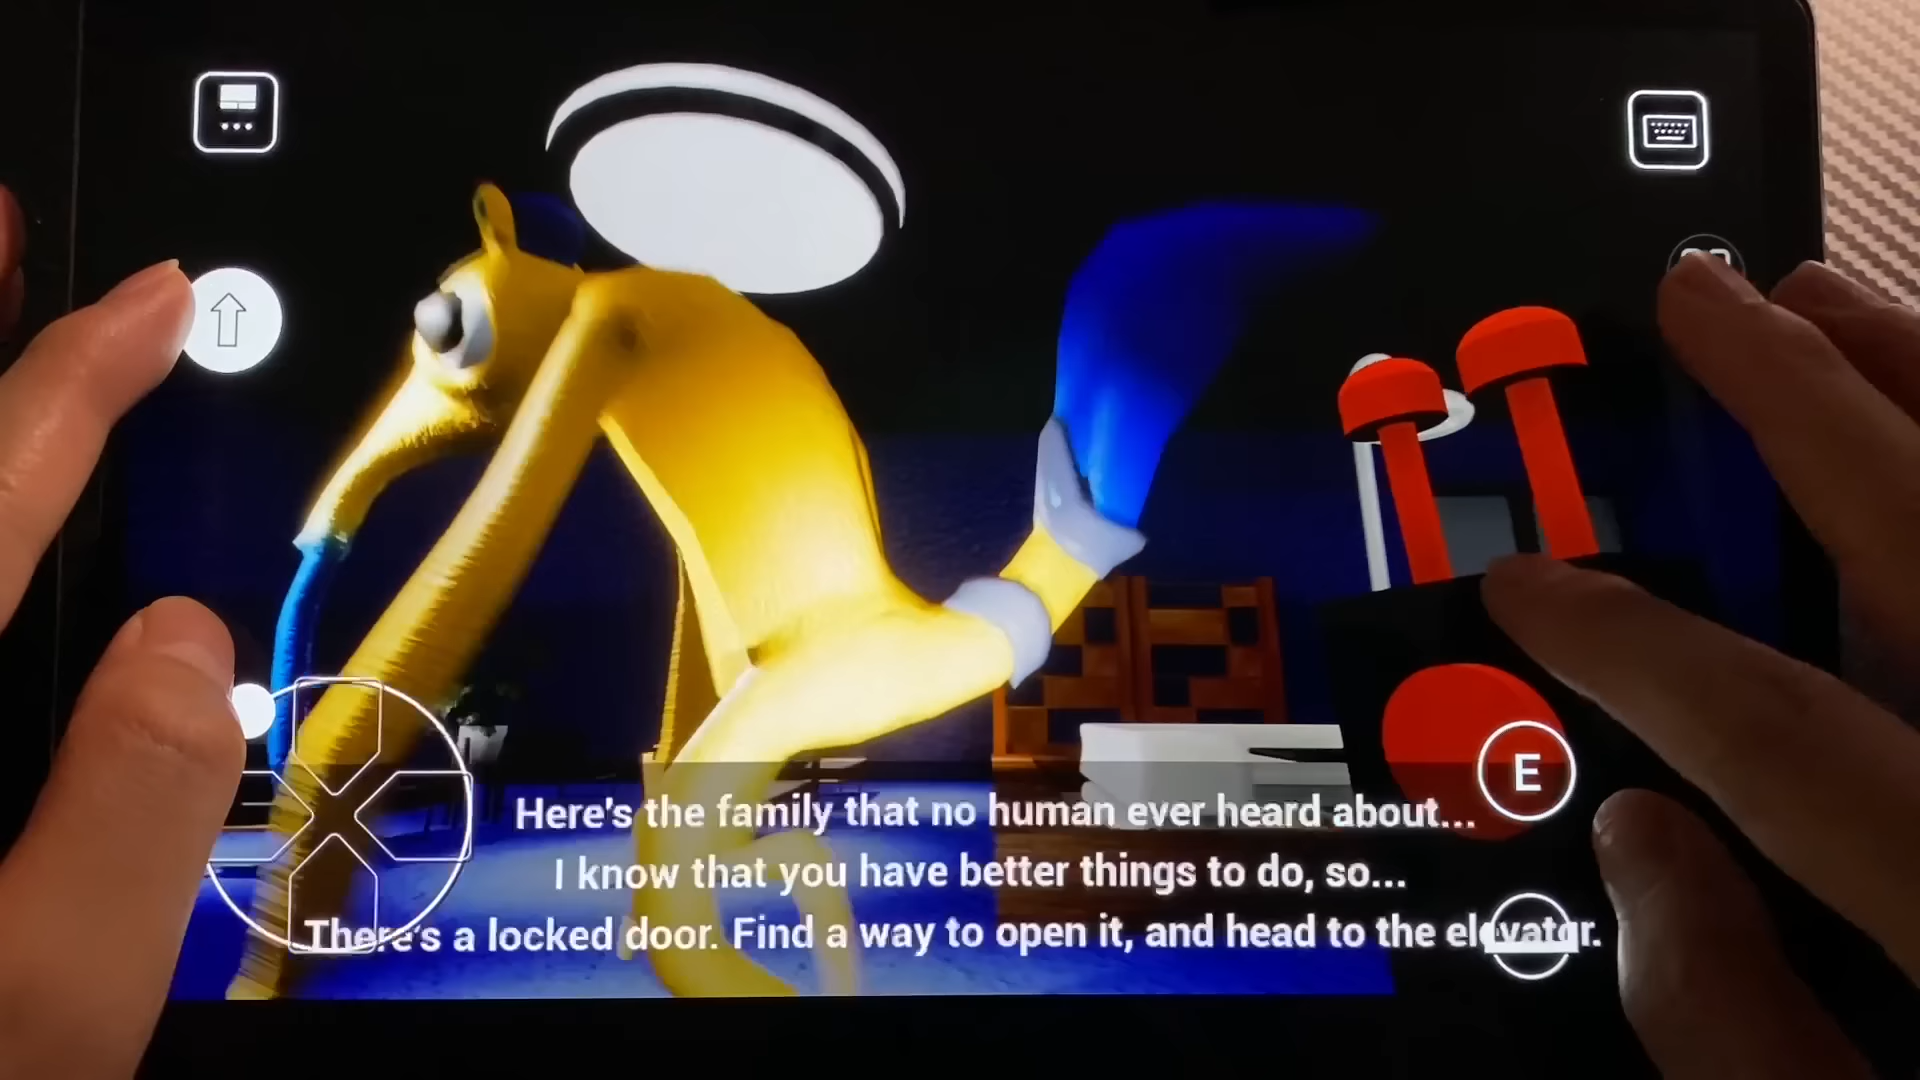 Here's the family that no human ever heard about...
E
I know that you have better things to do, so...
There's a locked door. Find a way to open it, and head to the elevator.